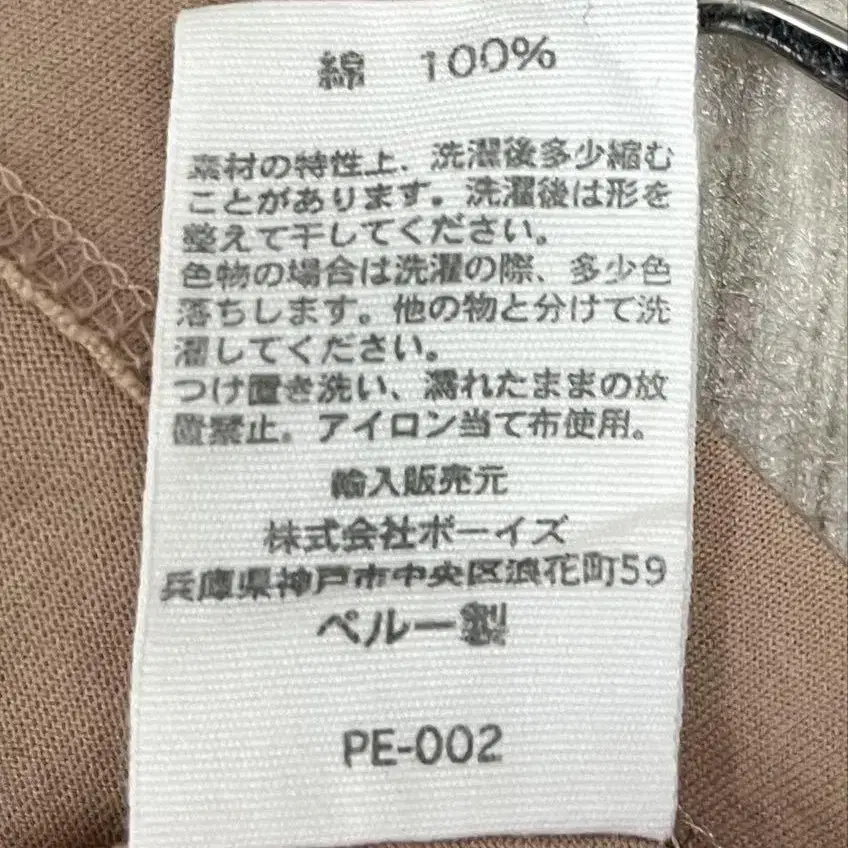 綿 100%
素材の特性上、洗濯後多少縮む
ことがあります。洗濯後は形を
整えて干してください。
色物の場合は洗濯の際、多少色
落ちします。他の物と分けて洗
濯してください。
つけ置き洗い、濡れたままの放
置禁止。アイロン当て布使用。
輸入販売元
株式会社ボーイズ
兵庫県神戸市中央区浪花町59
ペルー製
PE-002